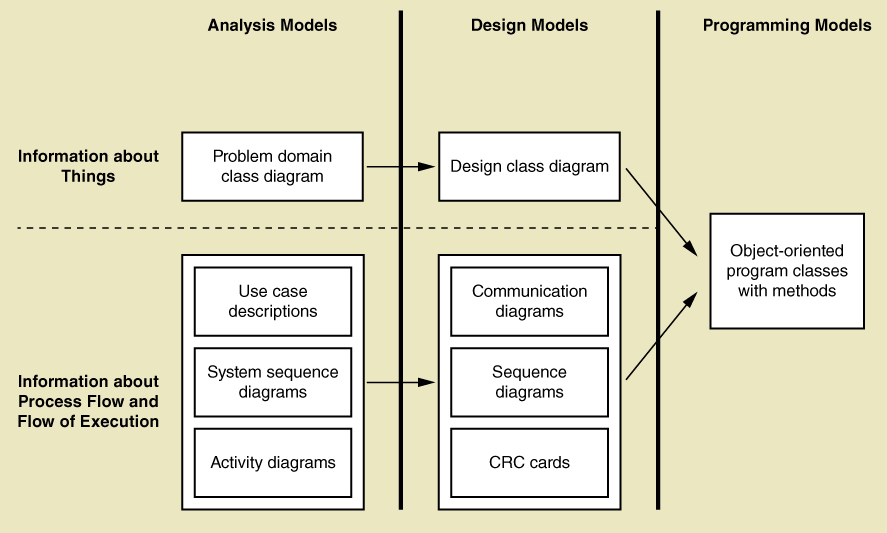 Analysis Models
Design Models
Programming Models
Information about
Things
Problem domain
class diagram
Design class diagram
Object-oriented
program classes
with methods
Information about
Process Flow and
Flow of Execution
Use case
descriptions
System sequence
diagrams
Activity diagrams
Communication
diagrams
Sequence
diagrams
CRC cards